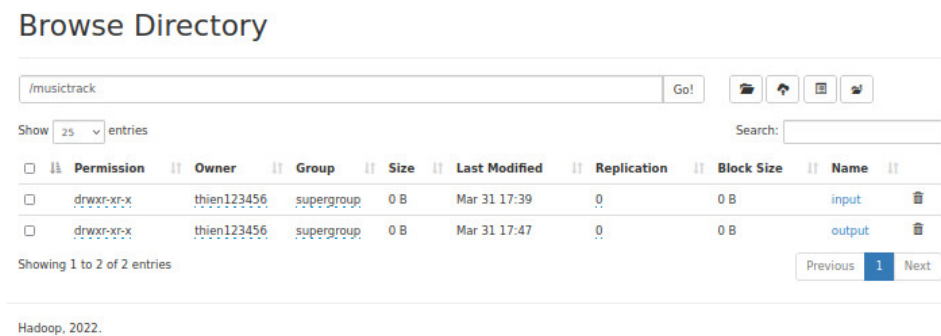 Browse Directory
/musictrack Go!
Show 25 entries Search:
Permission Owner Group Size Last Modified Replication Block Size Name
drwxr-xr-x thien123456 supergroup 0 B Mar 31 17:39 0 0 B input
drwxr-xr-x thien123456 supergroup 0 B Mar 31 17:47 0 0 B output
Showing 1 to 2 of 2 entries Previous 1 Next
Hadoop, 2022.